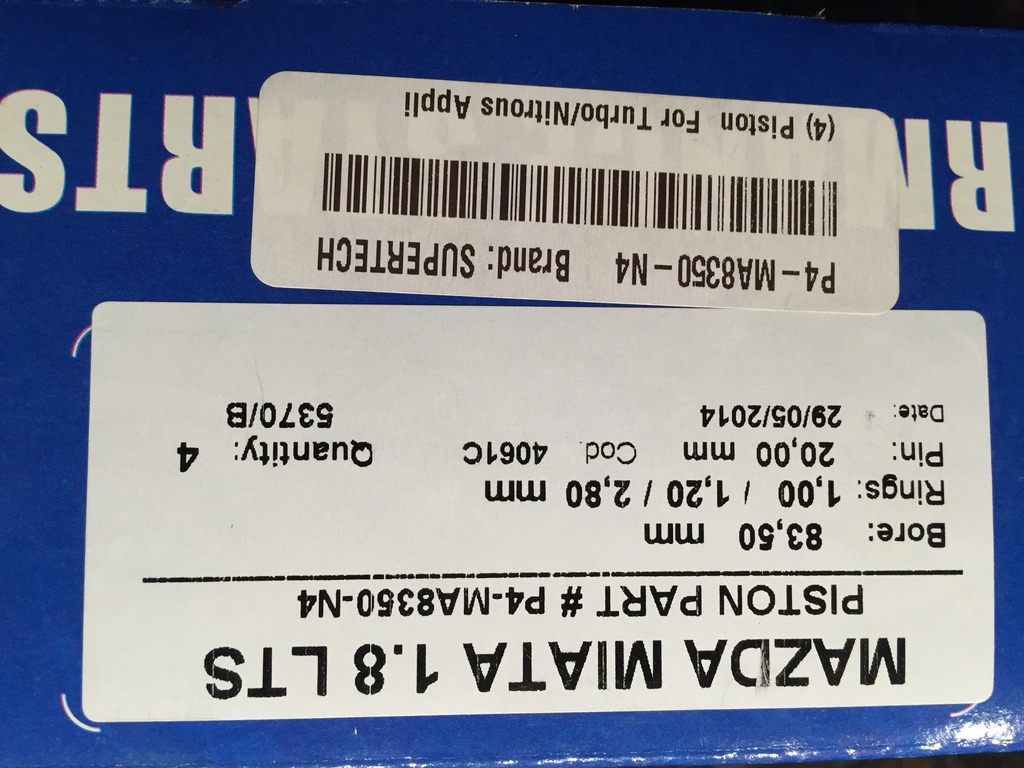 MAZDA MIATA 1.8 LTS
PISTON PART # P4-MA8350-N4
Bore: 83,50 mm
Rings: 1,00 / 1,20 / 2,80 mm
Pin: 20,00 mm Cod. 4061C Quantity: 4
Date: 29/05/2014 5370/B
P4-MA8350-N4 Brand: SUPERTECH
(4) Piston For Turbo/Nitrous Appli